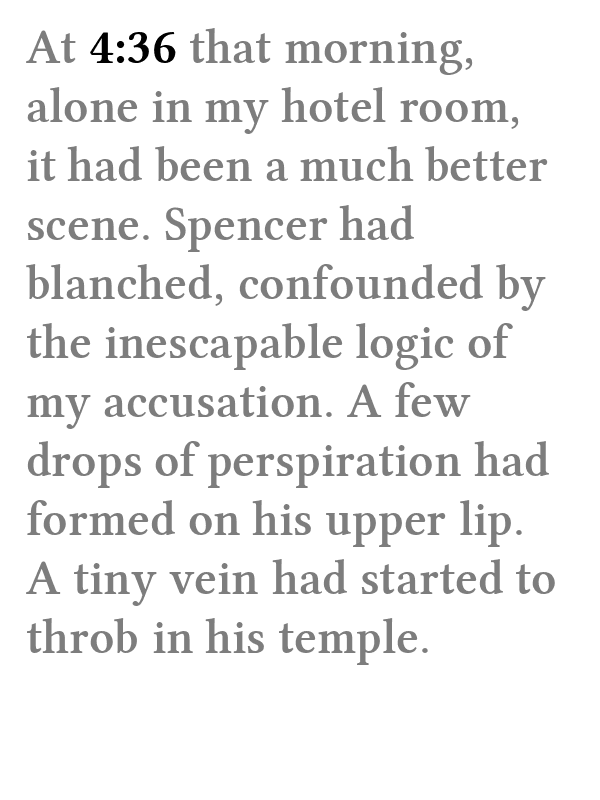 At 4:36 that morning,
alone in my hotel room,
it had been a much better
scene. Spencer had
blanched, confounded by
the inescapable logic of
my accusation. A few
drops of perspiration had
formed on his upper lip.
A tiny vein had started to
throb in his temple.